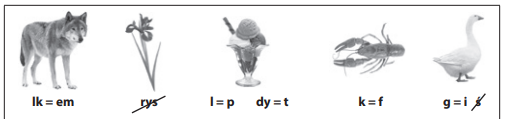 lk = em rys l = p dy = t k = f g = i ś